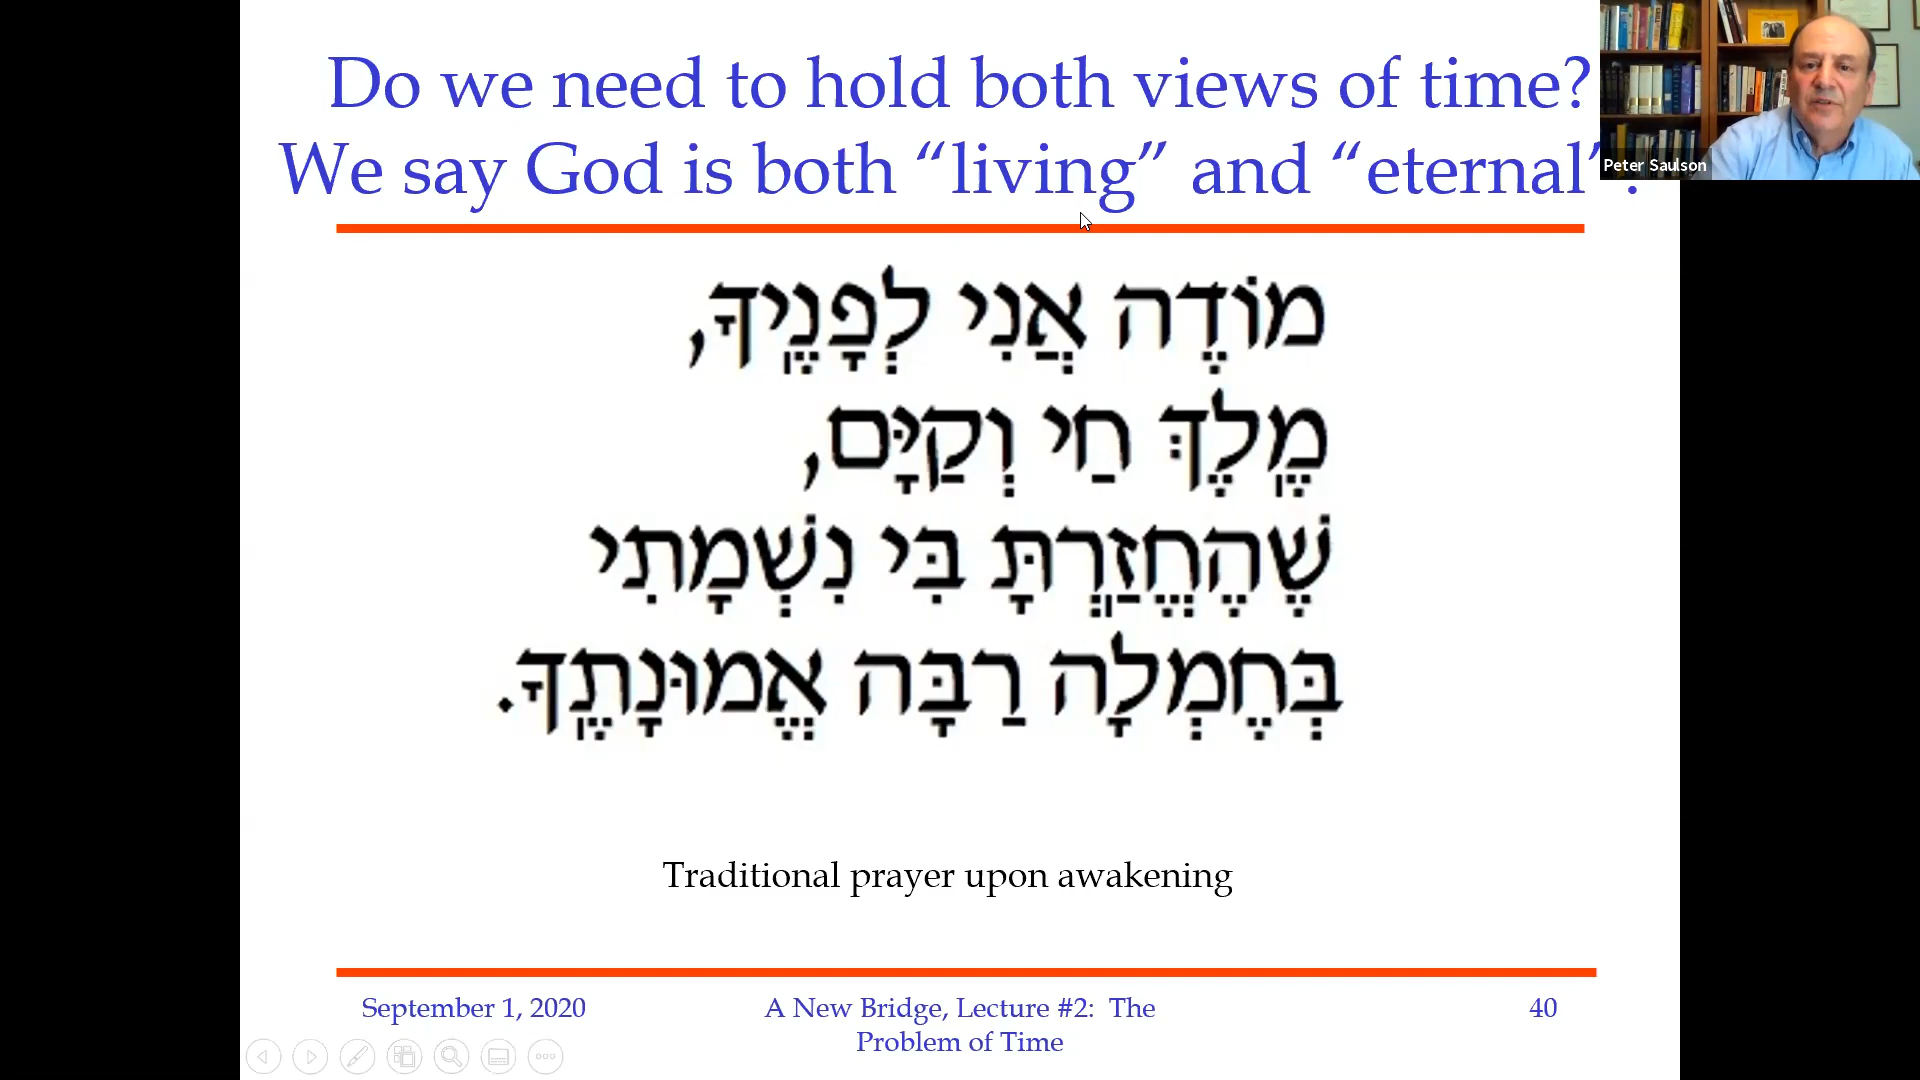 Do we need to hold both views of time?
We say God is both “living” and “eternal”.
Peter Saulson
מוֹדֶה אֲנִי לְפָנֶֽיךָ,
מֶֽלֶךְ חַי וְקַיָּם,
שֶׁהֶחֱזַֽרְתָּ בִּי נִשְׁמָתִי
בְּחֶמְלָה רַבָּה אֱמוּנָתֶֽךָ.
Traditional prayer upon awakening
September 1, 2020
A New Bridge, Lecture #2: The
Problem of Time
40